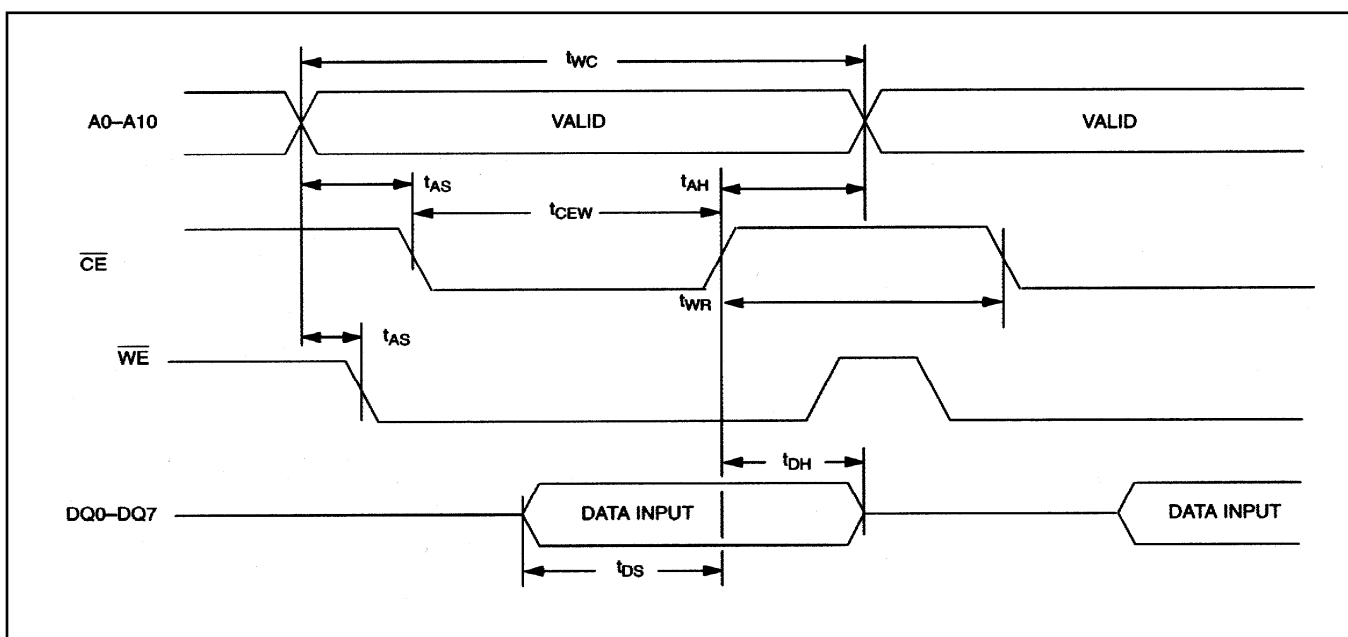 tWC
A0–A10
VALID
VALID
tAS
tAH
tCEW
CE
tWR
tAS
WE
tDH
DQ0–DQ7
DATA INPUT
DATA INPUT
tDS